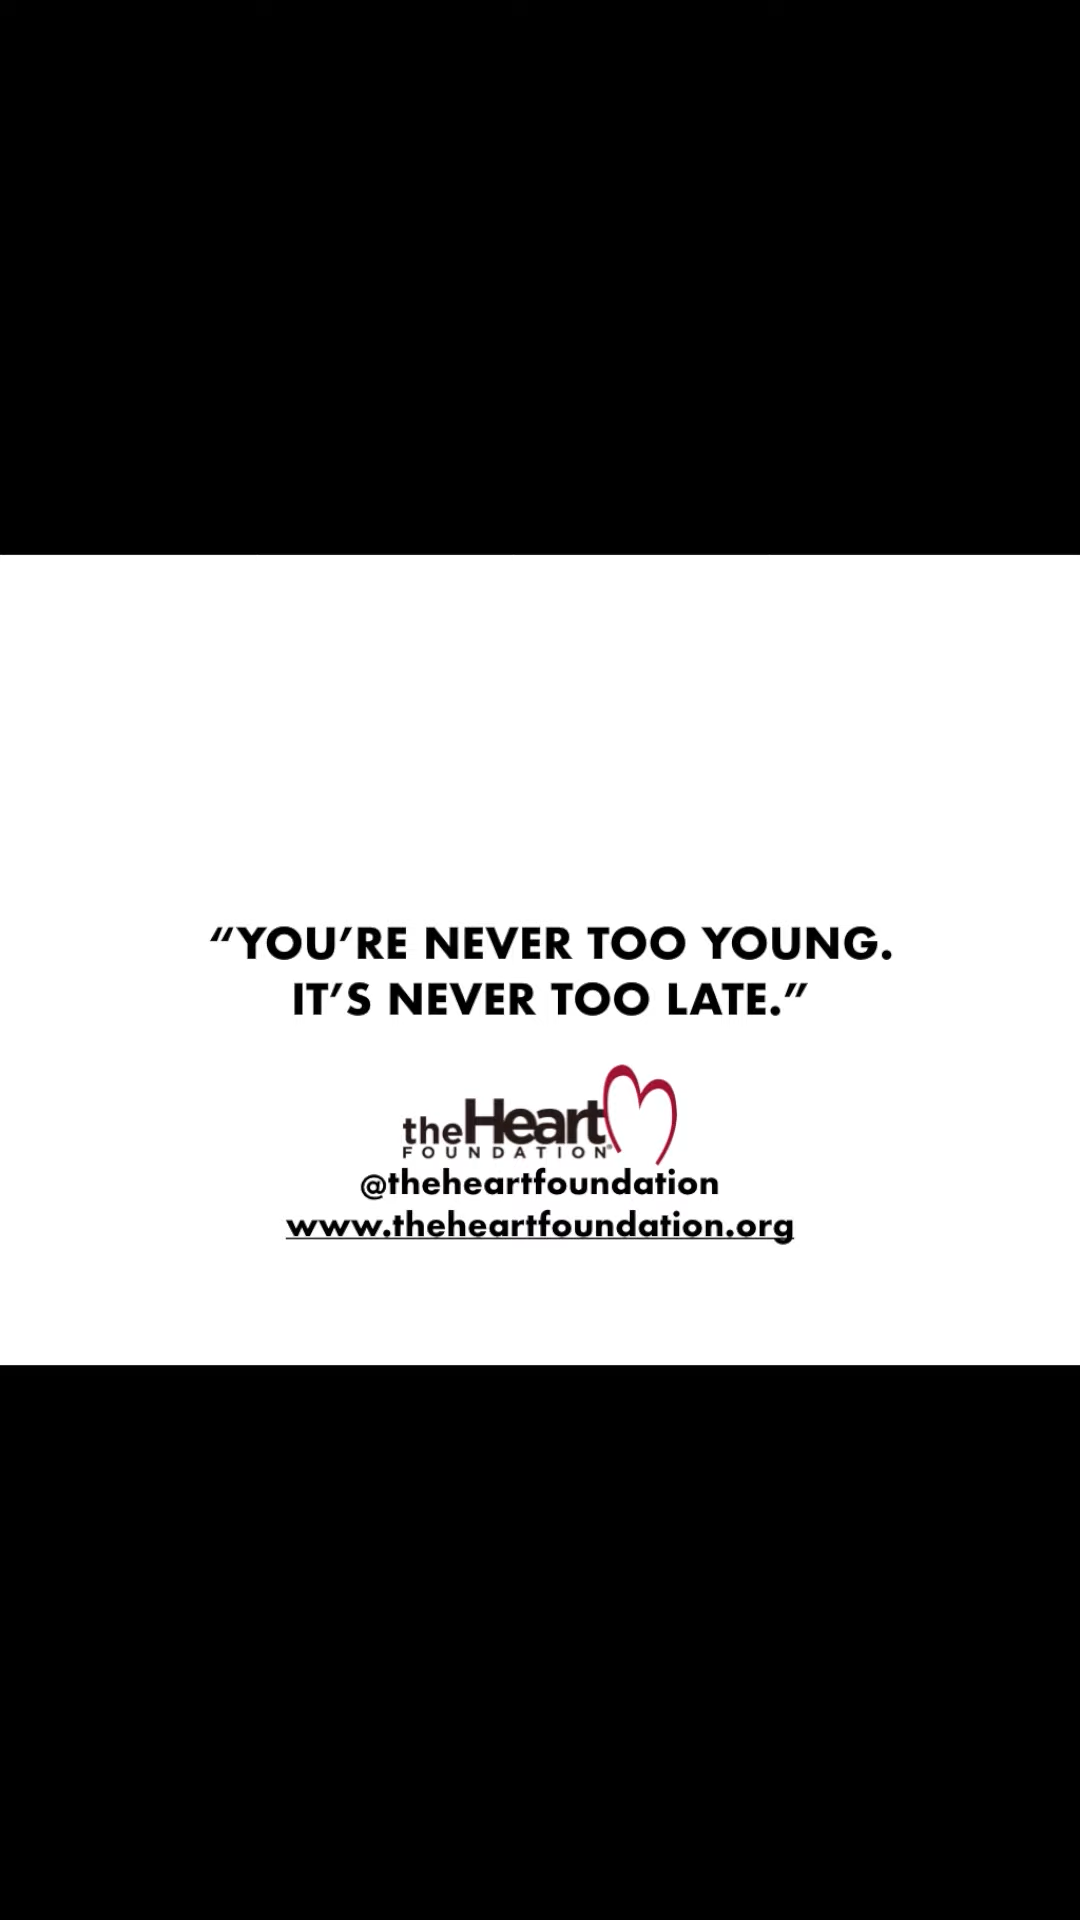 “YOU’RE NEVER TOO YOUNG.
IT’S NEVER TOO LATE.”
theHeart
FOUNDATION®
@theheartfoundation
www.theheartfoundation.org